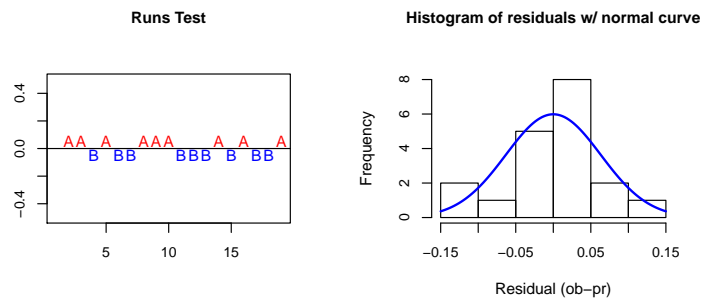 Runs Test
0.4
0.0
−0.4
A A A A A A A A A
B B B B B B B B B
5 10 15
Histogram of residuals w/ normal curve
Frequency
8
6
4
2
0
−0.15 −0.05 0.05 0.15
Residual (ob−pr)